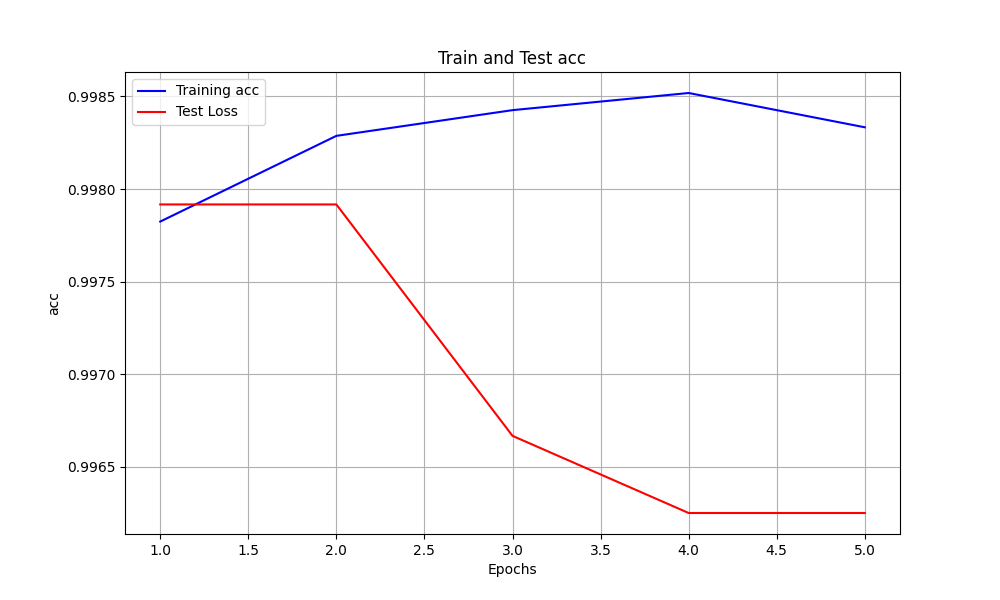 Train and Test acc
Training acc
Test Loss
0.9985
0.9980
0.9975
0.9970
0.9965
acc
1.0 1.5 2.0 2.5 3.0 3.5 4.0 4.5 5.0
Epochs